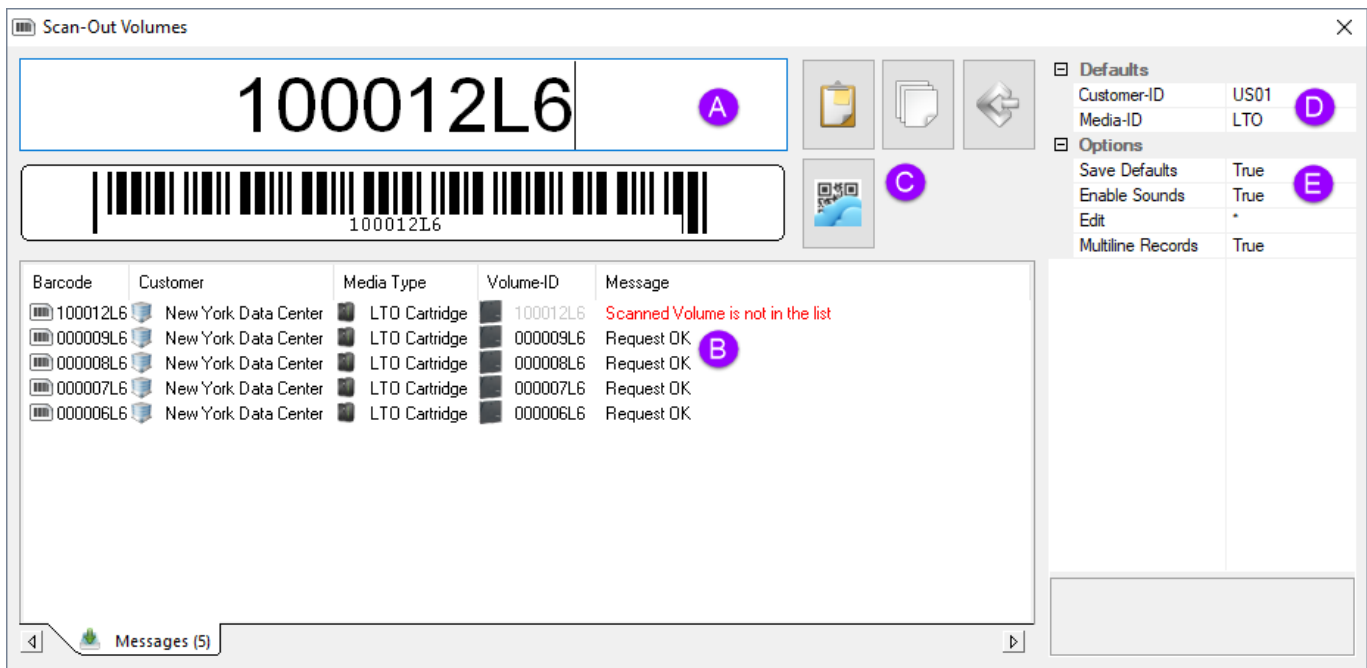 Scan-Out Volumes
100012L6
A
100012L6
C
Defaults
Customer-ID US01
D
Media-ID LTO
Options
Save Defaults True
E
Enable Sounds True
Edit *
Multiline Records True
Barcode Customer Media Type Volume-ID Message
100012L6 New York Data Center LTO Cartridge 100012L6 Scanned Volume is not in the list
000009L6 New York Data Center LTO Cartridge 000009L6 Request OK
B
000008L6 New York Data Center LTO Cartridge 000008L6 Request OK
000007L6 New York Data Center LTO Cartridge 000007L6 Request OK
000006L6 New York Data Center LTO Cartridge 000006L6 Request OK
Messages (5)